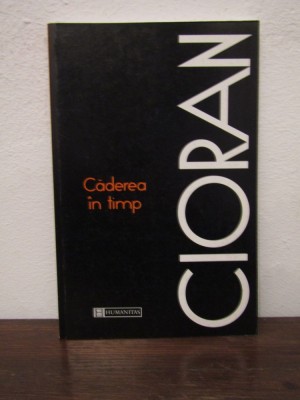 CIORAN
Căderea
în timp
HUMANITAS